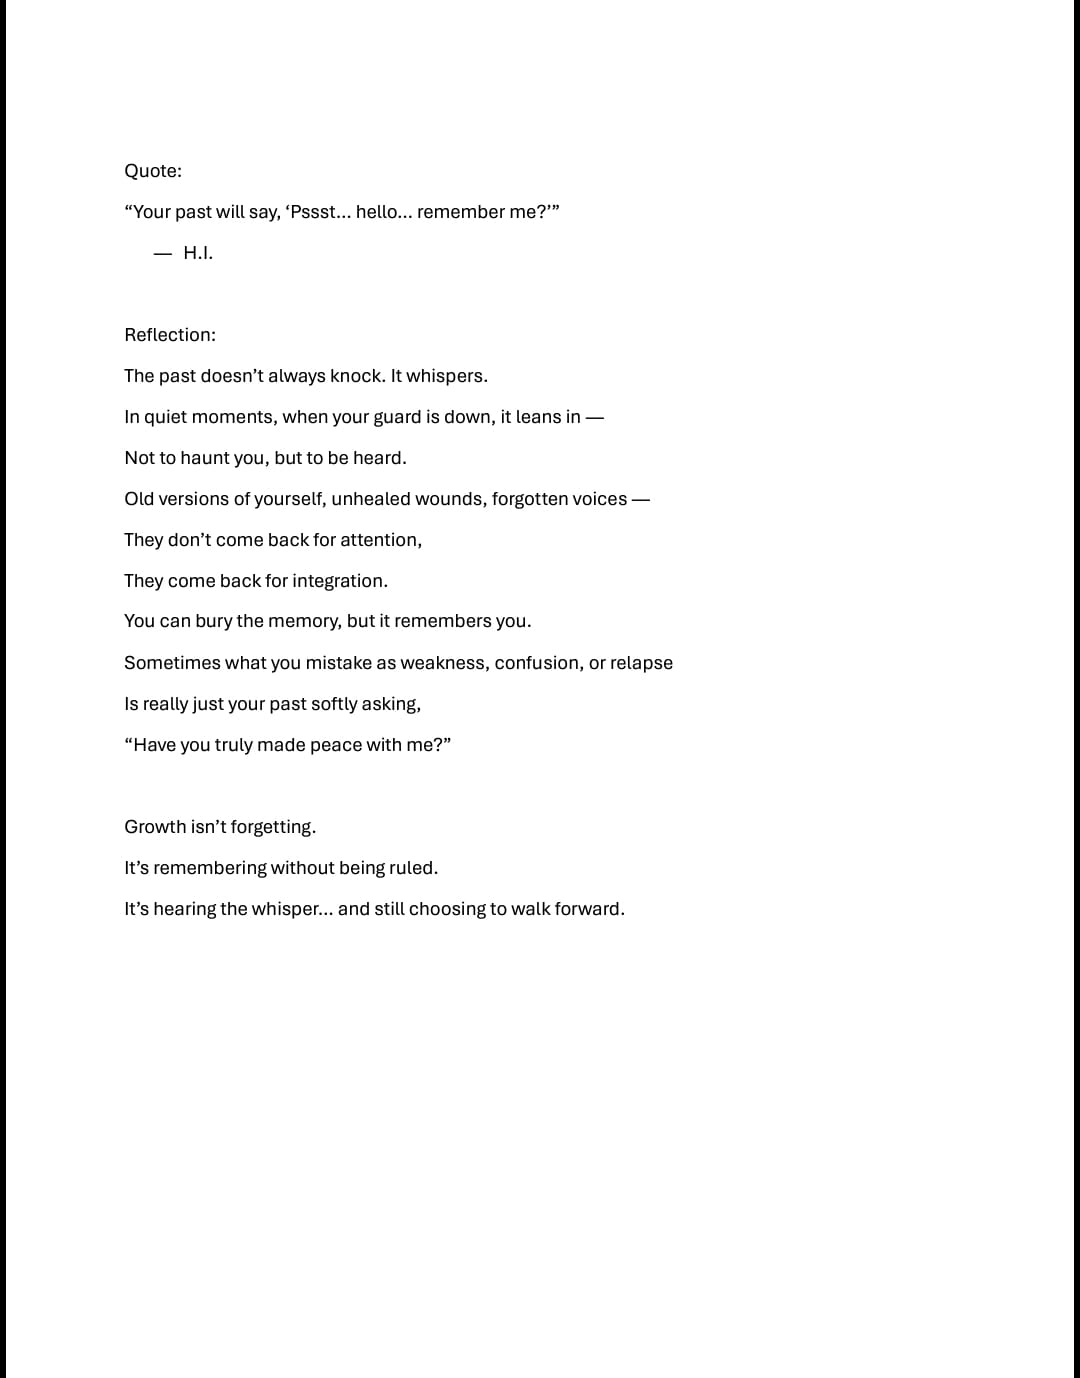 Quote:
“Your past will say, ‘Pssst… hello… remember me?’”
— H.I.
Reflection:
The past doesn’t always knock. It whispers.
In quiet moments, when your guard is down, it leans in —
Not to haunt you, but to be heard.
Old versions of yourself, unhealed wounds, forgotten voices —
They don’t come back for attention,
They come back for integration.
You can bury the memory, but it remembers you.
Sometimes what you mistake as weakness, confusion, or relapse
Is really just your past softly asking,
“Have you truly made peace with me?”
Growth isn’t forgetting.
It’s remembering without being ruled.
It’s hearing the whisper… and still choosing to walk forward.